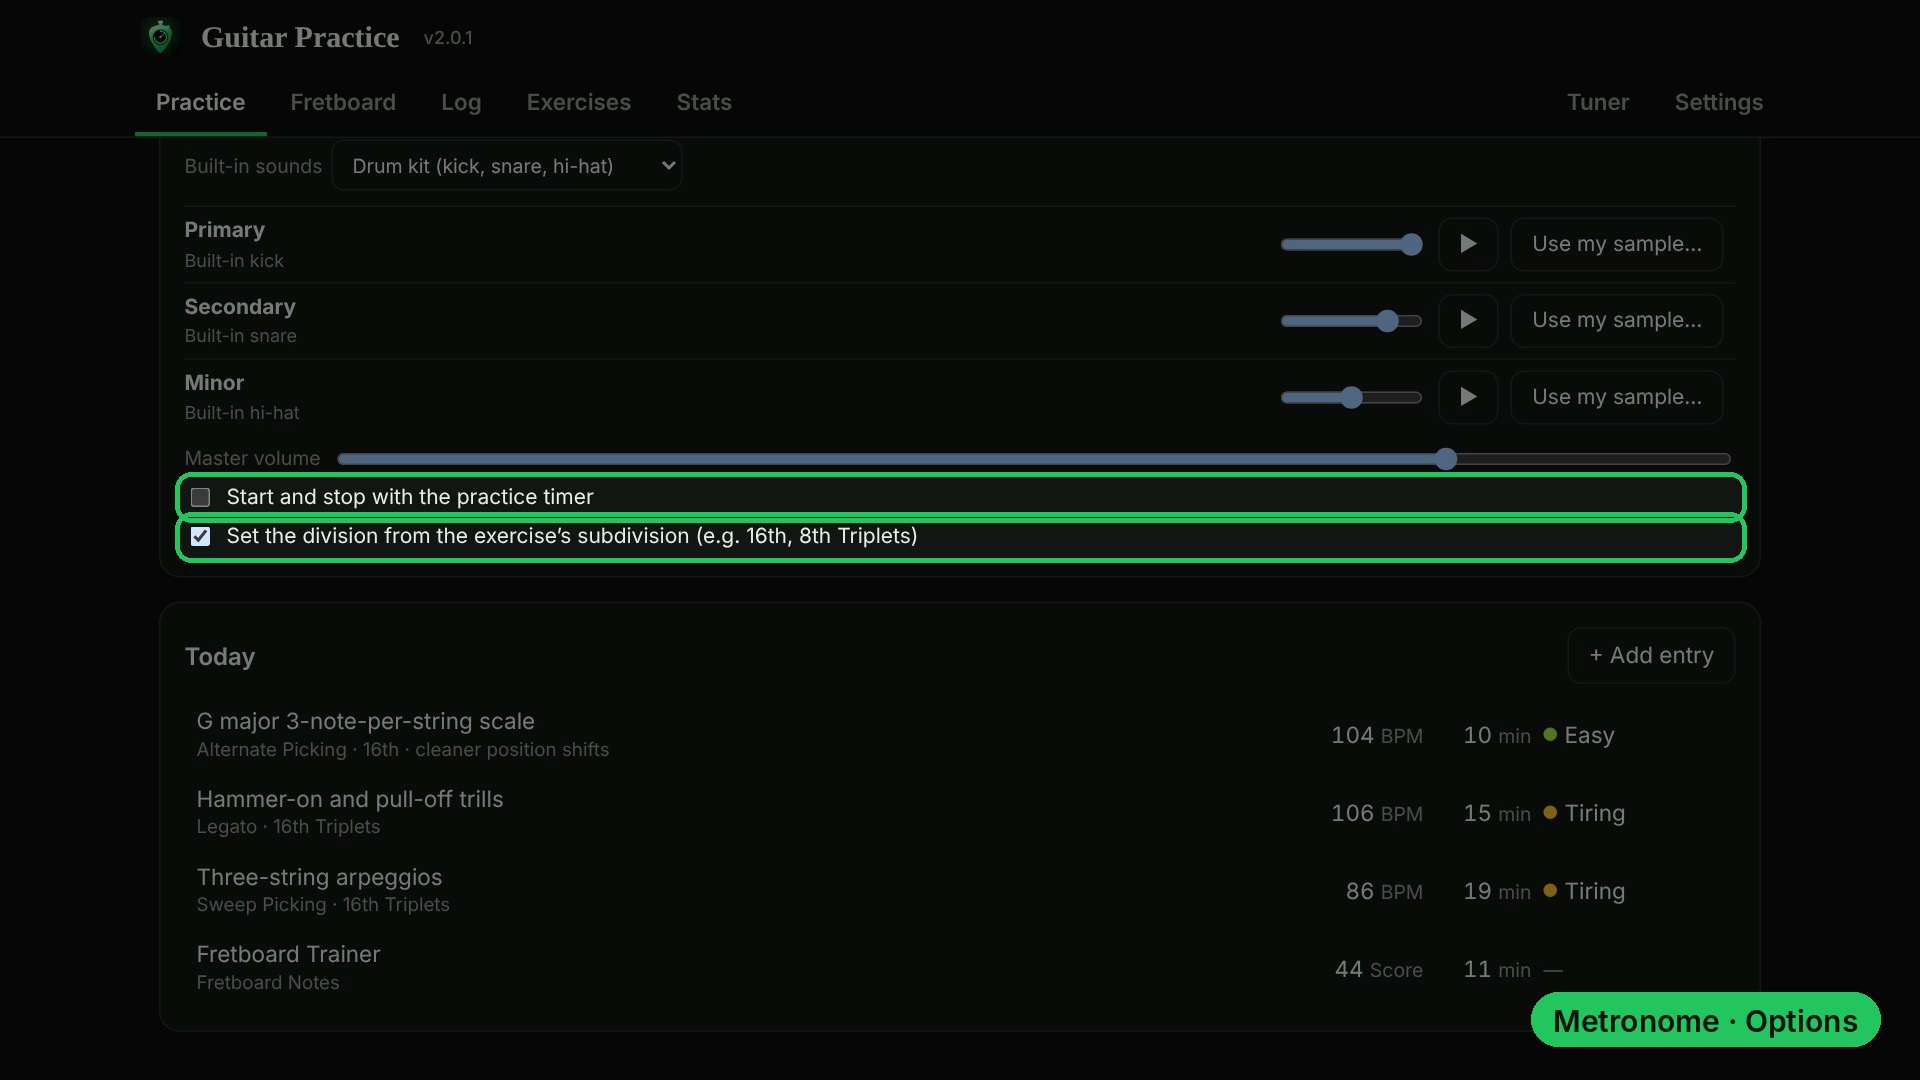 Guitar Practice v2.0.1
Practice Fretboard Log Exercises Stats Tuner Settings
Built-in sounds Drum kit (kick, snare, hi-hat)
Primary
Built-in kick
Use my sample...
Secondary
Built-in snare
Use my sample...
Minor
Built-in hi-hat
Use my sample...
Master volume
Start and stop with the practice timer
Set the division from the exercise’s subdivision (e.g. 16th, 8th Triplets)
Today + Add entry
G major 3-note-per-string scale
Alternate Picking · 16th · cleaner position shifts
104 BPM 10 min Easy
Hammer-on and pull-off trills
Legato · 16th Triplets
106 BPM 15 min Tiring
Three-string arpeggios
Sweep Picking · 16th Triplets
86 BPM 19 min Tiring
Fretboard Trainer
Fretboard Notes
44 Score 11 min —
Metronome · Options